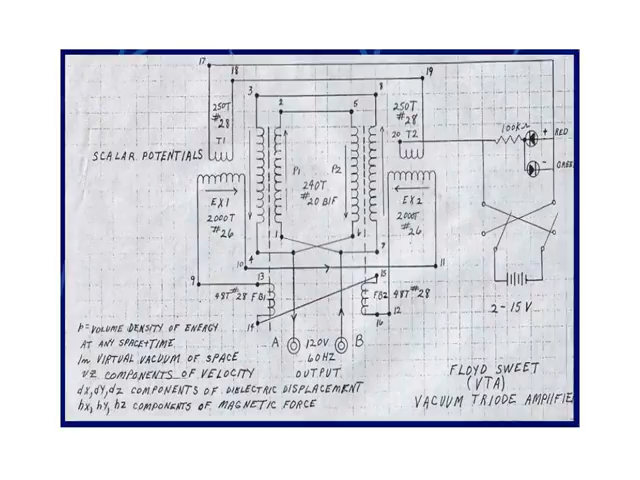 17
18
19
3
8
2
5
250T
#28
T1
250T
#28
20 T2
100KΩ
+ RED
-
SCALAR POTENTIALS
P1
P2
240T
#20 BIF
EX1
2000T
#26
EX2
2000T
#26
1
6
4
7
10
11
9
13
15
48T #28 FB1
FB2 48T #28
12
14
16
A
B
120V
60HZ
OUTPUT
2-15V
P=VOLUME DENSITY OF ENERGY
AT ANY SPACE+TIME
IN VIRTUAL VACUUM OF SPACE
VZ COMPONENTS OF VELOCITY
dX,dY,dZ COMPONENTS OF DIELECTRIC DISPLACEMENT
hX,hY,hZ COMPONENTS OF MAGNETIC FORCE
FLOYD SWEET
(VTA)
VACUUM TRIODE AMPLIFIE